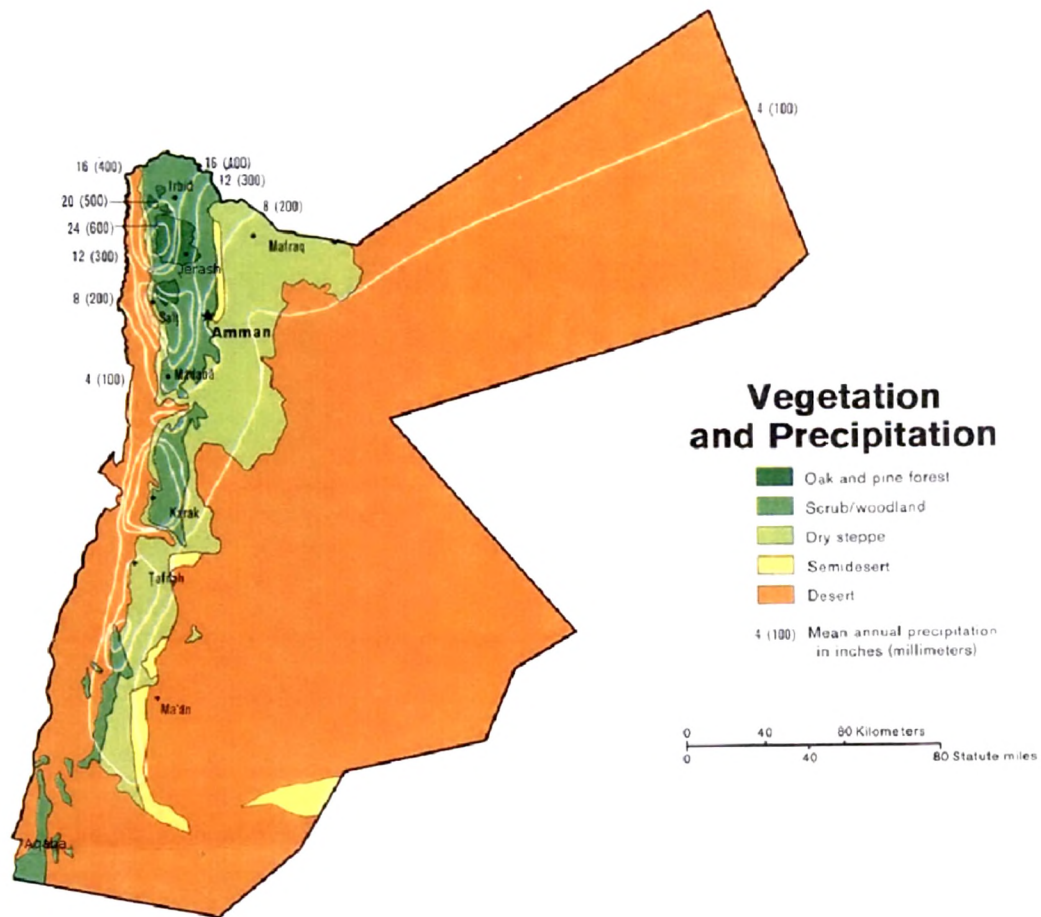 4 (100)
16 (400)
16 (400)
12 (300)
Irbid
20 (500)
8 (200)
24 (600)
Mafraq
12 (300)
Jerash
8 (200)
Salt
Amman
4 (100)
Madaba
Karak
Tafilah
Ma'an
Aqaba
Vegetation
and Precipitation
Oak and pine forest
Scrub/woodland
Dry steppe
Semidesert
Desert
4 (100) Mean annual precipitation
in inches (millimeters)
0 40 80 Kilometers
0 40 80 Statute miles